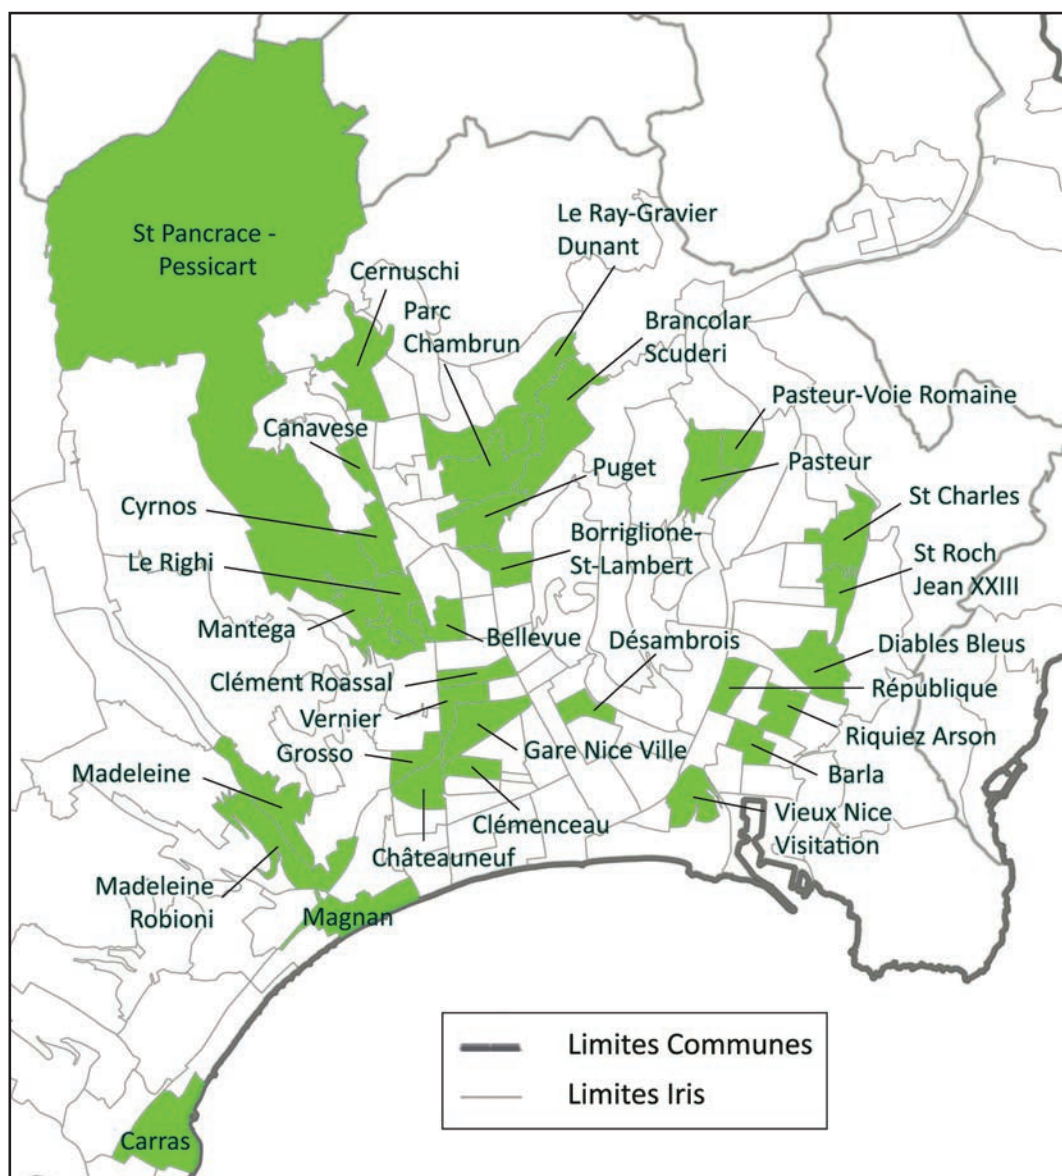 Le Ray-Gravier
Dunant
St Pancrace -
Pessicart
Cernuschi
Parc
Chambrun
Brancolar
Scuderi
Pasteur-Voie Romaine
Canavese
Puget
Pasteur
St Charles
Cyrnos
Borriglione-
St-Lambert
St Roch
Jean XXIII
Le Righi
Mantega
Bellevue
Désambrois
Diables Bleus
Clément Roassal
République
Vernier
Grosso
Gare Nice Ville
Riquiez Arson
Madeleine
Barla
Clémenceau
Vieux Nice
Visitation
Châteauneuf
Madeleine
Robioni
Magnan
Limites Communes
Limites Iris
Carras